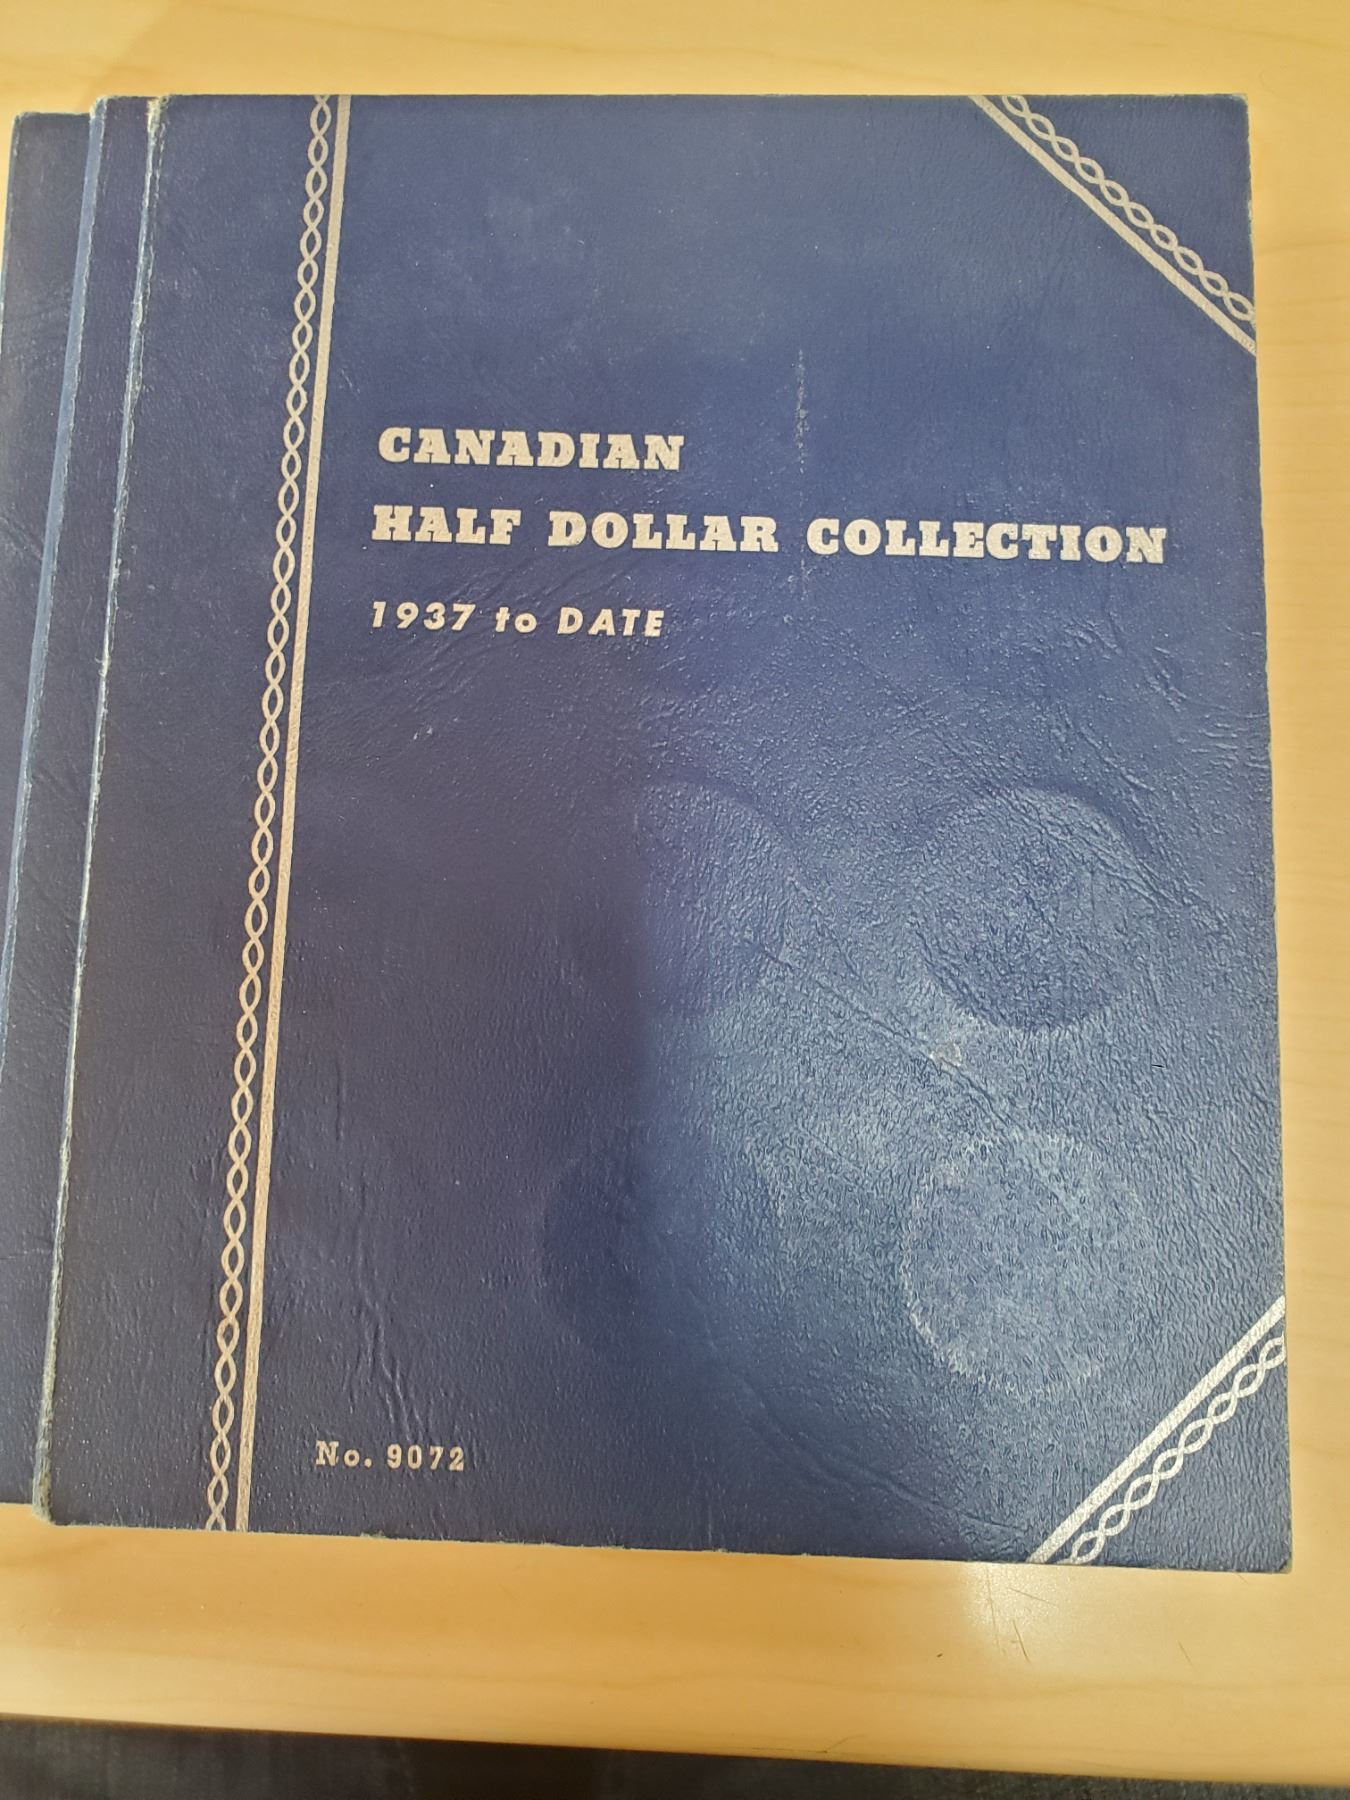 CANADIAN
HALF DOLLAR COLLECTION
1937 to DATE
No. 9072